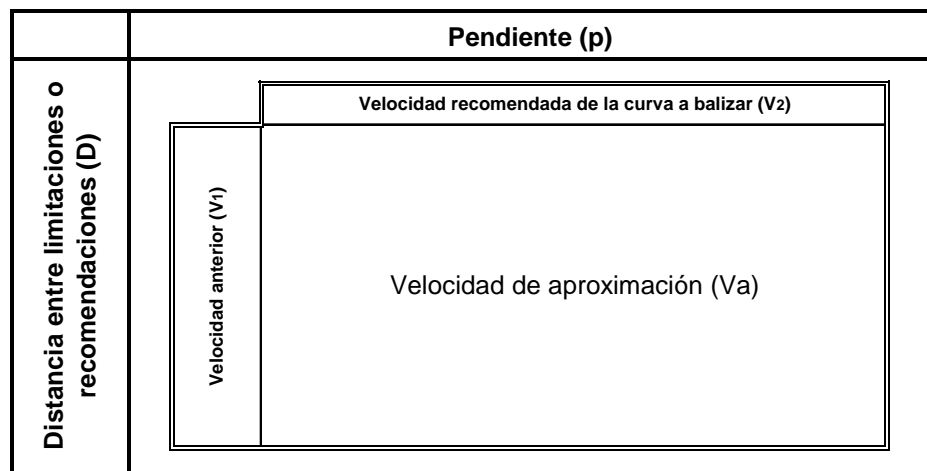 Pendiente (p)
Distancia entre limitaciones o
recomendaciones (D)
Velocidad recomendada de la curva a balizar (V2)
Velocidad anterior (V1)
Velocidad de aproximación (Va)